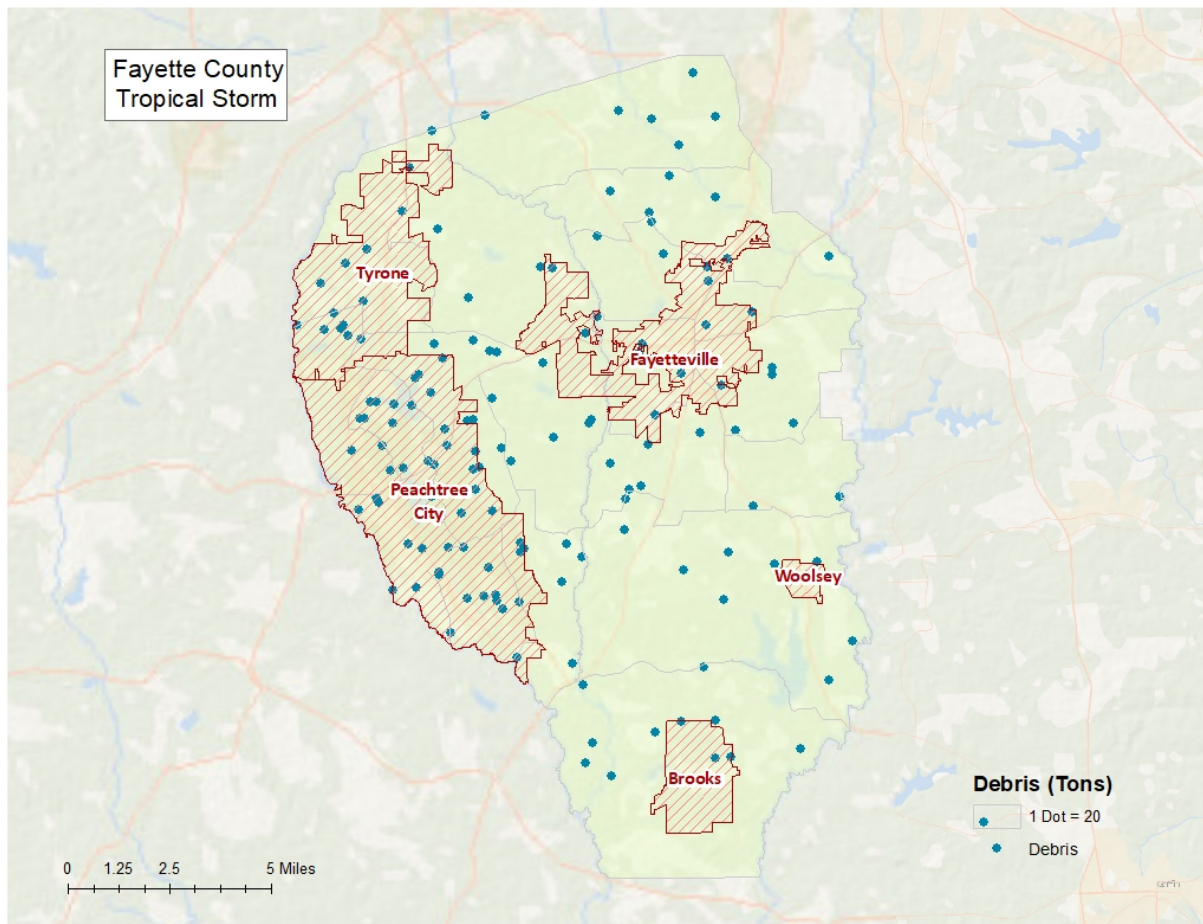 Fayette County
Tropical Storm
Tyrone
Fayetteville
Peachtree
City
Woolsey
Brooks
Debris (Tons)
1 Dot = 20
Debris
0 1.25 2.5 5 Miles